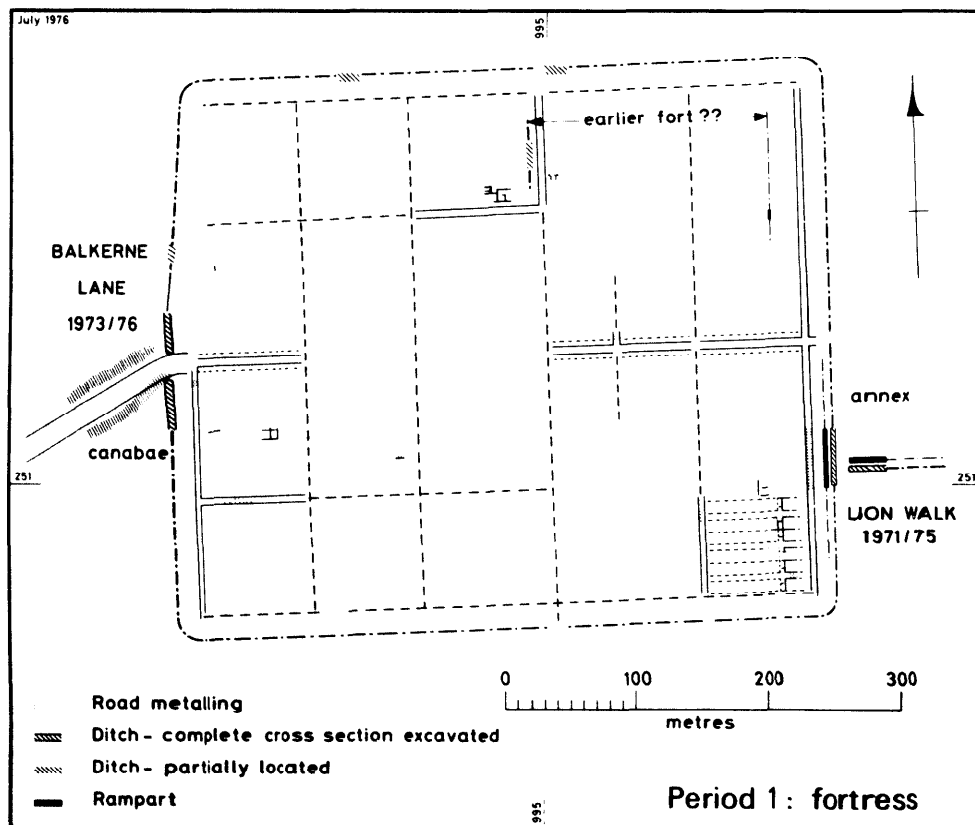 July 1976
995
earlier fort ??
BALKERNE
LANE
1973/76
canabae
annex
251
251
LION WALK
1971/75
0 100 200 300
metres
Road metalling
Ditch - complete cross section excavated
Ditch - partially located
Rampart
995
Period 1: fortress